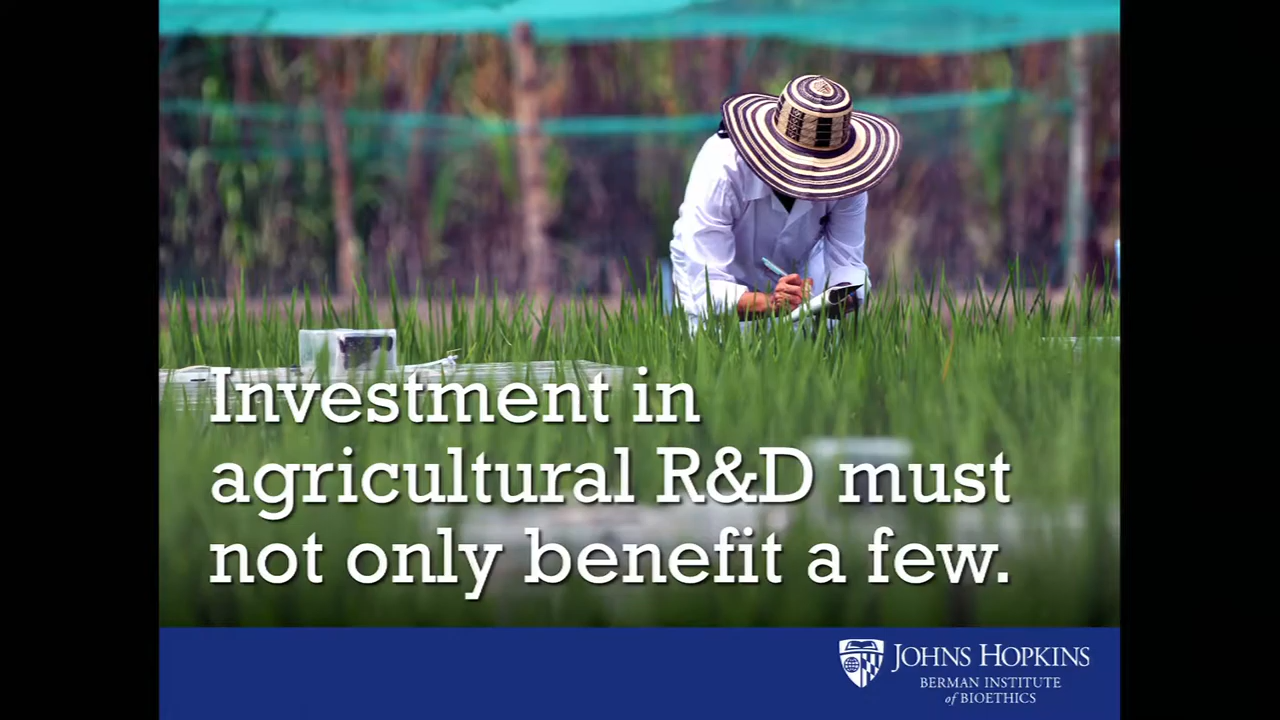 Investment in
agricultural R&D must
not only benefit a few.
JOHNS HOPKINS
BERMAN INSTITUTE
of BIOETHICS